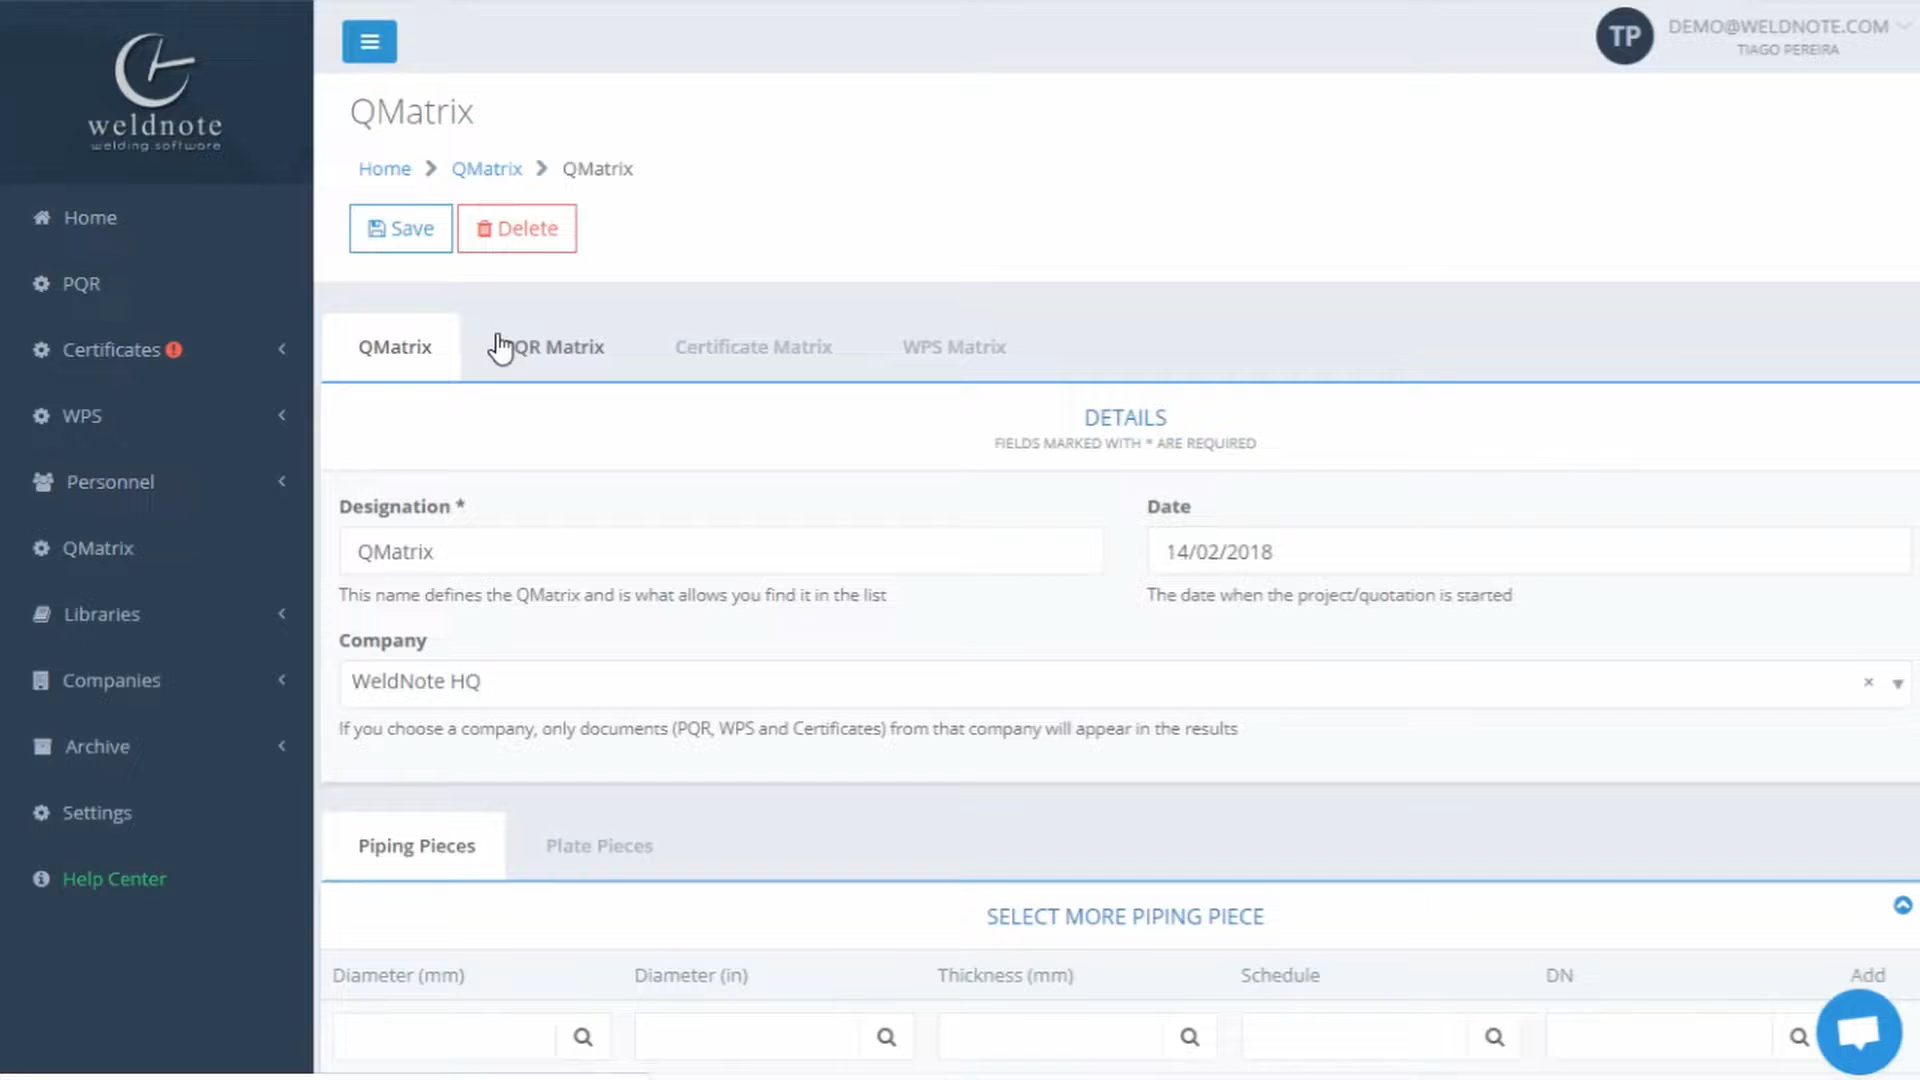 weldnote
welding.software
Home
PQR
Certificates
WPS
Personnel
QMatrix
Libraries
Companies
Archive
Settings
Help Center
DEMO@WELDNOTE.COM
TP
TIAGO PEREIRA
QMatrix
Home QMatrix QMatrix
Save Delete
QMatrix QR Matrix Certificate Matrix WPS Matrix
DETAILS
FIELDS MARKED WITH * ARE REQUIRED
Designation * Date
QMatrix 14/02/2018
This name defines the QMatrix and is what allows you find it in the list The date when the project/quotation is started
Company
WeldNote HQ ×
If you choose a company, only documents (PQR, WPS and Certificates) from that company will appear in the results
Piping Pieces Plate Pieces
SELECT MORE PIPING PIECE
Diameter (mm) Diameter (in) Thickness (mm) Schedule DN Add